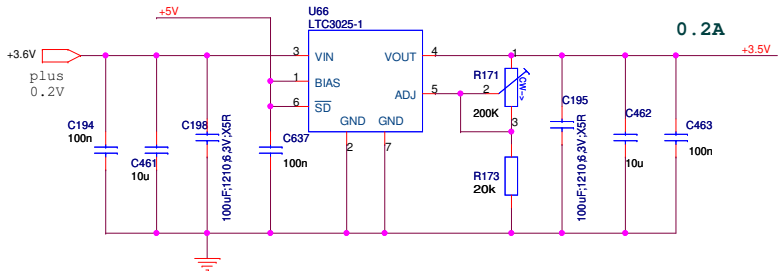 +5V
U66
LTC3025-1
0.2A
+3.6V
3
VIN
VOUT
4
1
+3.5V
plus
0.2V
1
BIAS
R171
CW->
2
ADJ
5
200K
6
SD
C194
100n
C198
C637
100n
GND
GND
2
7
3
C195
C462
10u
C463
100n
C461
10u
100uF;1210;6.3V;X5R
R173
20k
100uF;1210;6.3V;X5R